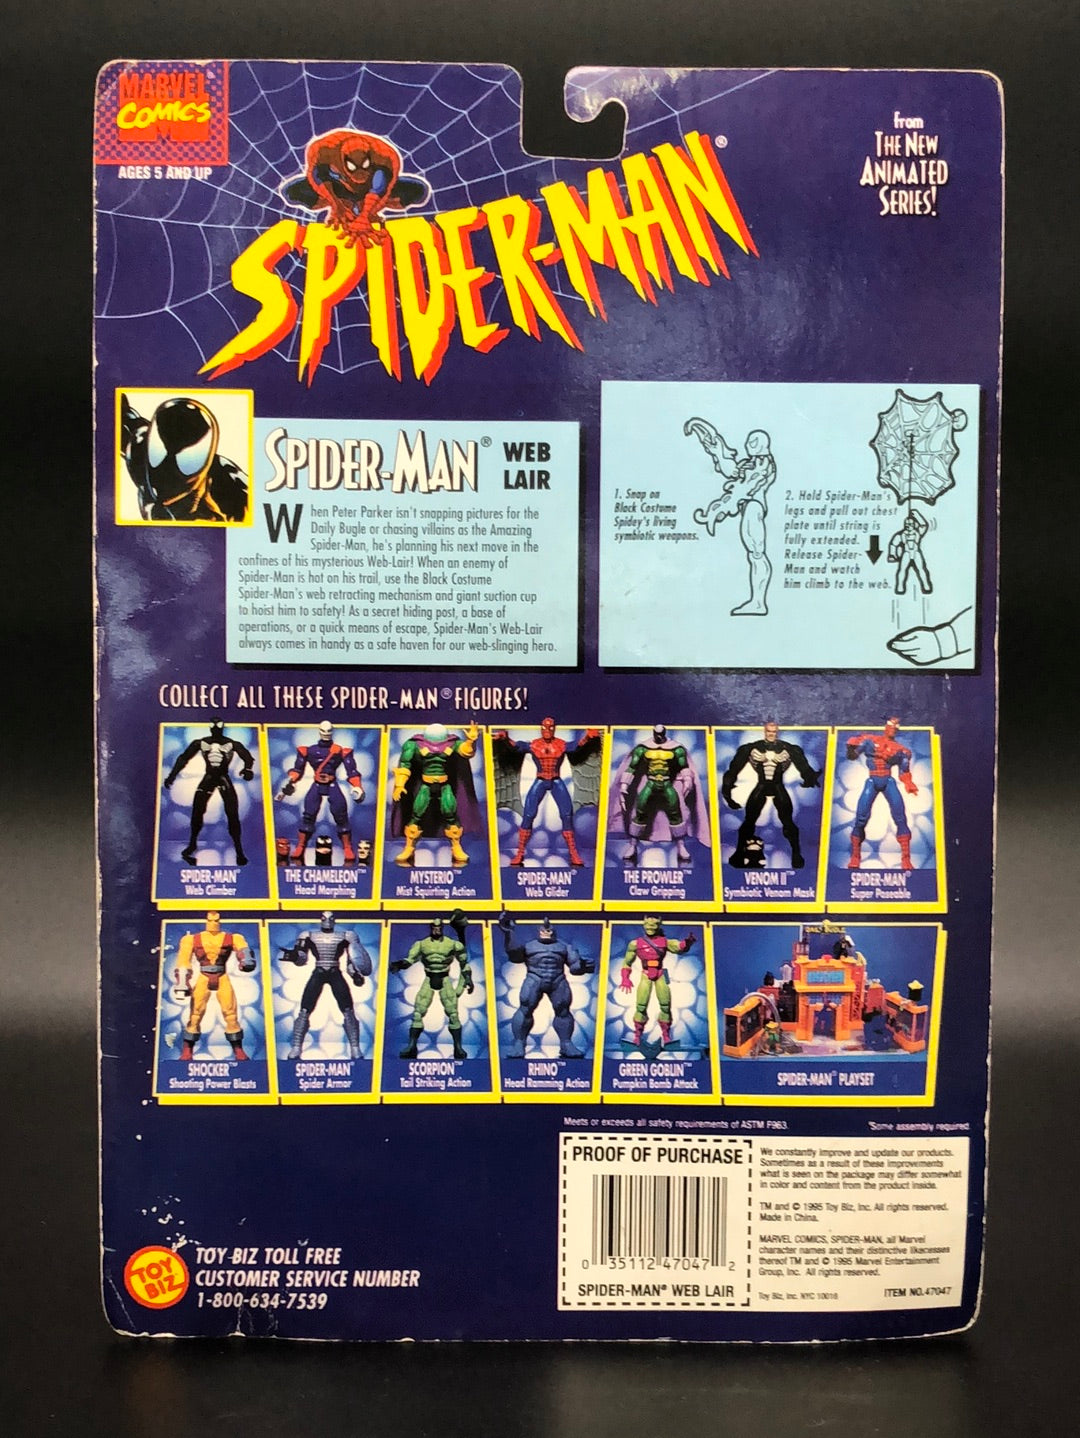 MARVEL
COMICS
AGES 5 AND UP
from
THE NEW
ANIMATED
SERIES!
SPIDER-MAN®
SPIDER-MAN® WEB
LAIR
When Peter Parker isn't snapping pictures for the
Daily Bugle or chasing villains as the Amazing
Spider-Man, he's planning his next move in the
confines of his mysterious Web-Lair! When an enemy of
Spider-Man is hot on his trail, use the Black Costume
Spider-Man's web retracting mechanism and giant suction cup
to hoist him to safety! As a secret hiding post, a base of
operations, or a quick means of escape, Spider-Man's Web-Lair
always comes in handy as a safe haven for our web-slinging hero.
1. Snap on
Black Costume
Spidey's living
symbiotic weapons.
2. Hold Spider-Man's
legs and pull out chest
plate until string is
fully extended.
Release Spider-
Man and watch
him climb to the web.
COLLECT ALL THESE SPIDER-MAN® FIGURES!
SPIDER-MAN®
Web Climber
THE CHAMELEON™
Head Morphing
MYSTERIO™
Mist Squirting Action
SPIDER-MAN®
Web Glider
THE PROWLER™
Claw Gripping
VENOM II™
Symbiotic Venom Mask
SPIDER-MAN®
Super Poseable
SHOCKER™
Shooting Power Blasts
SPIDER-MAN®
Spider Armor
SCORPION™
Tail Striking Action
RHINO™
Head Ramming Action
GREEN GOBLIN™
Pumpkin Bomb Attack
DAILY BUGLE
SPIDER-MAN® PLAYSET
Meets or exceeds all safety requirements of ASTM F963.
*Some assembly required.
PROOF OF PURCHASE
0 35112 47047 2
SPIDER-MAN® WEB LAIR
We constantly improve and update our products.
Sometimes as a result of these improvements
what is seen on the package may differ somewhat
in color and content from the product inside.
TM and © 1995 Toy Biz, Inc. All rights reserved.
Made in China.
MARVEL COMICS, SPIDER-MAN, all Marvel
character names and their distinctive likenesses
thereof TM and © 1995 Marvel Entertainment
Group, Inc. All rights reserved.
Toy Biz, Inc. NYC 10016
ITEM NO. 47047
TOY
BIZ
TOY BIZ TOLL FREE
CUSTOMER SERVICE NUMBER
1-800-634-7539